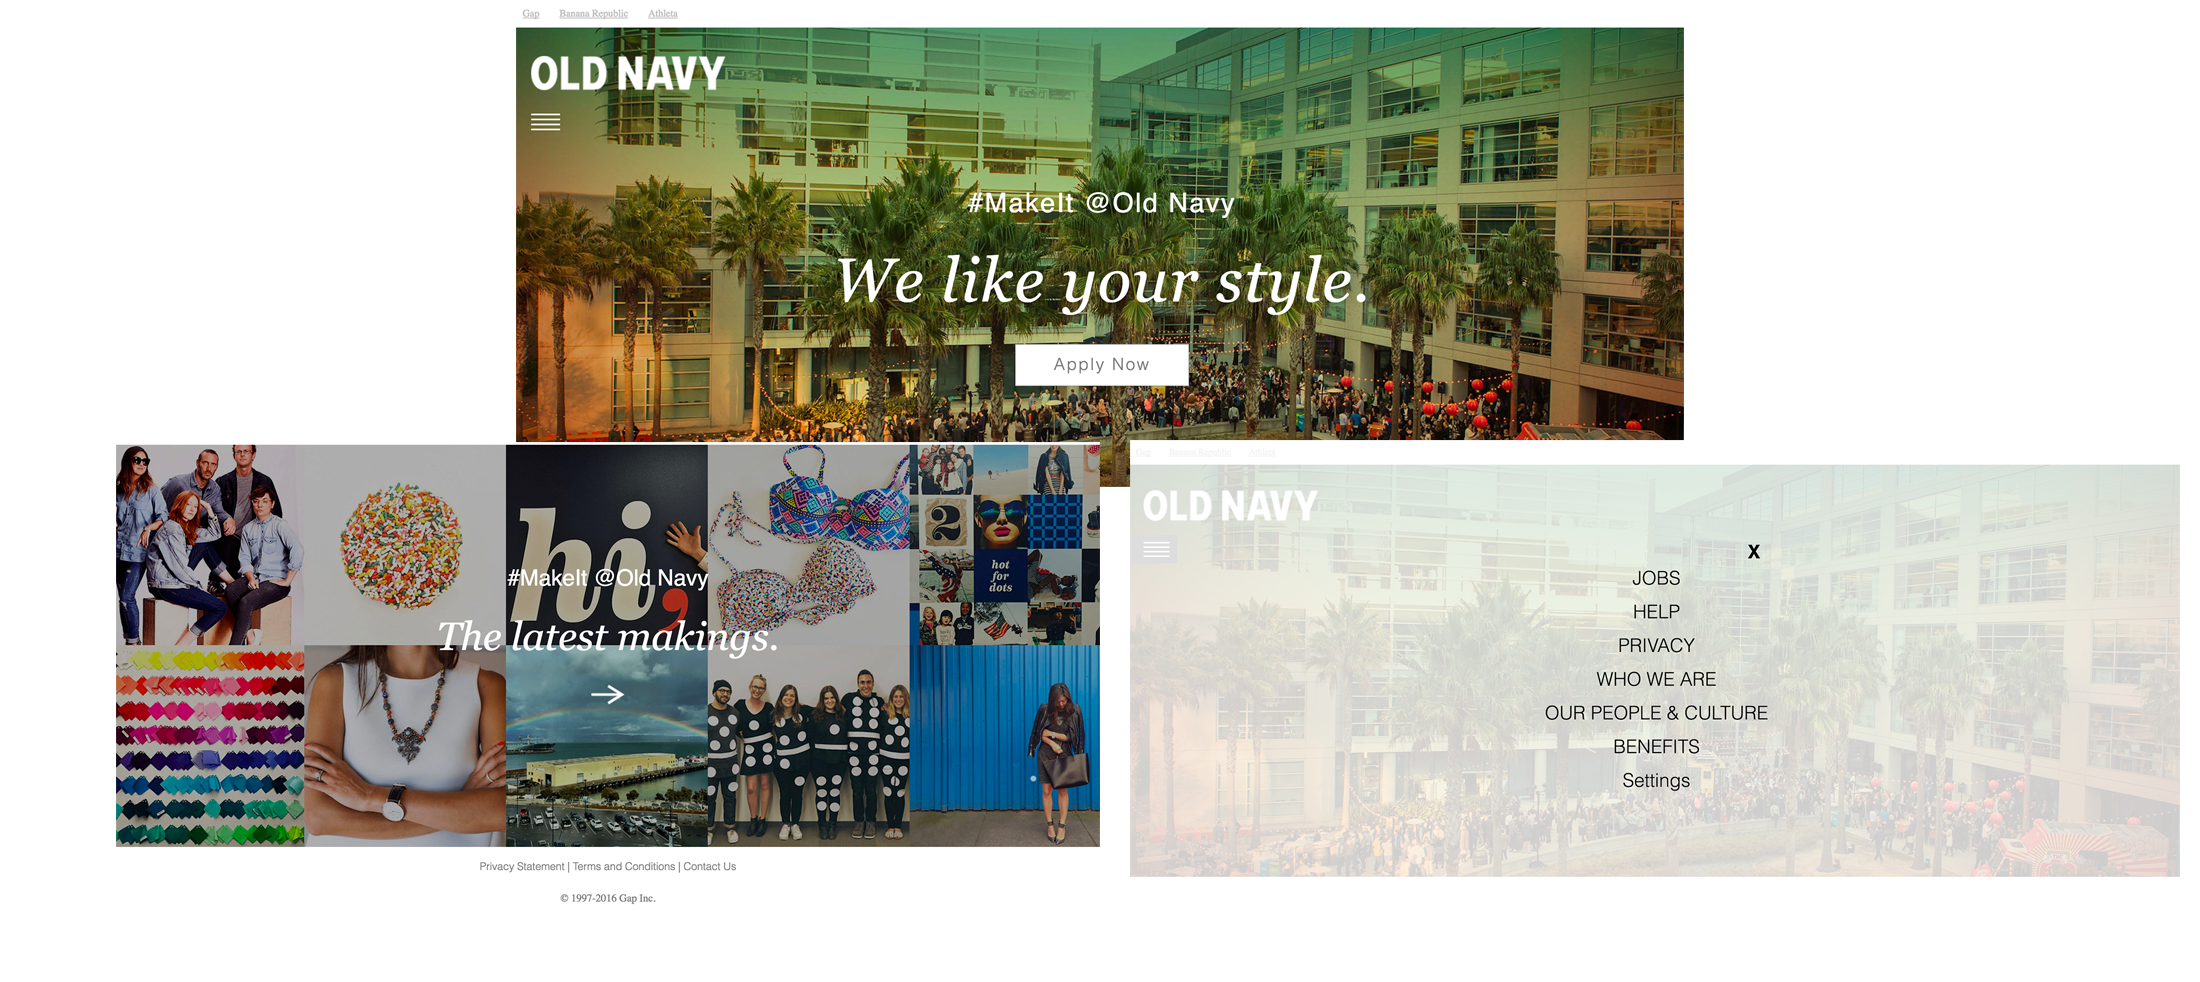 Gap Banana Republic Athleta
OLD NAVY
#MakeIt @Old Navy
We like your style.
Apply Now
hi,
2
hot
for
dots
#MakeIt @Old Navy
The latest makings.
Privacy Statement | Terms and Conditions | Contact Us
© 1997-2016 Gap Inc.
Gap Banana Republic Athleta
OLD NAVY
X
JOBS
HELP
PRIVACY
WHO WE ARE
OUR PEOPLE & CULTURE
BENEFITS
Settings